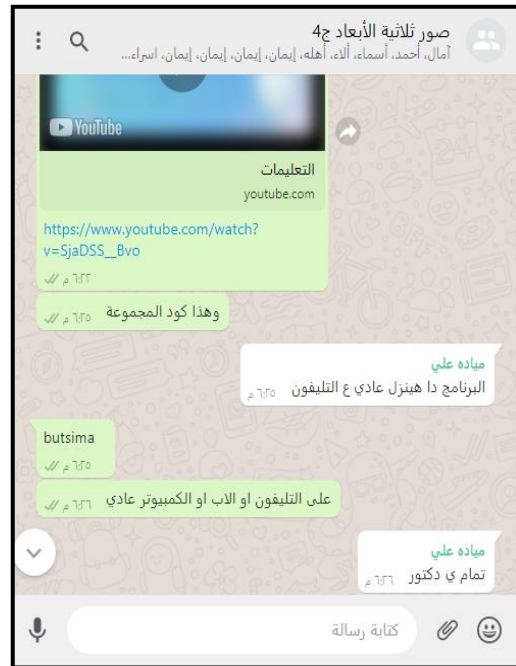 صور ثلاثية الأبعاد ج4
آمال، أحمد، أسماء، ألاء، أهله، إيمان، إيمان، إيمان، إيمان، اسراء...
YouTube
التعليمات
youtube.com
https://www.youtube.com/watch?
v=SjaDSS__Bvo
٦:٢٢ م
وهذا كود المجموعة ٦:٢٥ م
مياده علي
البرنامج دا هينزل عادي ع التليفون ٦:٢٥ م
butsima
٦:٢٥ م
على التليفون او الاب او الكمبيوتر عادي ٦:٢٦ م
مياده علي
تمام ي دكتور ٦:٢٦ م
كتابة رسالة